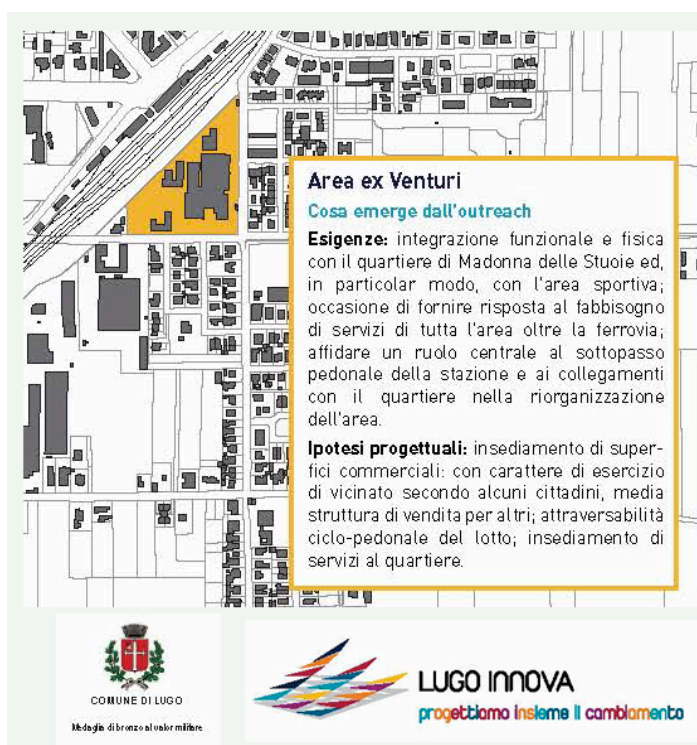 Area ex Venturi
Cosa emerge dall'outreach
Esigenze: integrazione funzionale e fisica
con il quartiere di Madonna delle Stuoie ed,
in particolar modo, con l'area sportiva;
occasione di fornire risposta al fabbisogno
di servizi di tutta l'area oltre la ferrovia;
affidare un ruolo centrale al sottopasso
pedonale della stazione e ai collegamenti
con il quartiere nella riorganizzazione
dell'area.
Ipotesi progettuali: insediamento di super-
fici commerciali: con carattere di esercizio
di vicinato secondo alcuni cittadini, media
struttura di vendita per altri; attraversabilità
ciclo-pedonale del lotto; insediamento di
servizi al quartiere.
COMUNE DI LUGO
Medaglia di bronzo al valor militare
LUGO INNOVA
progettiamo insieme il cambiamento